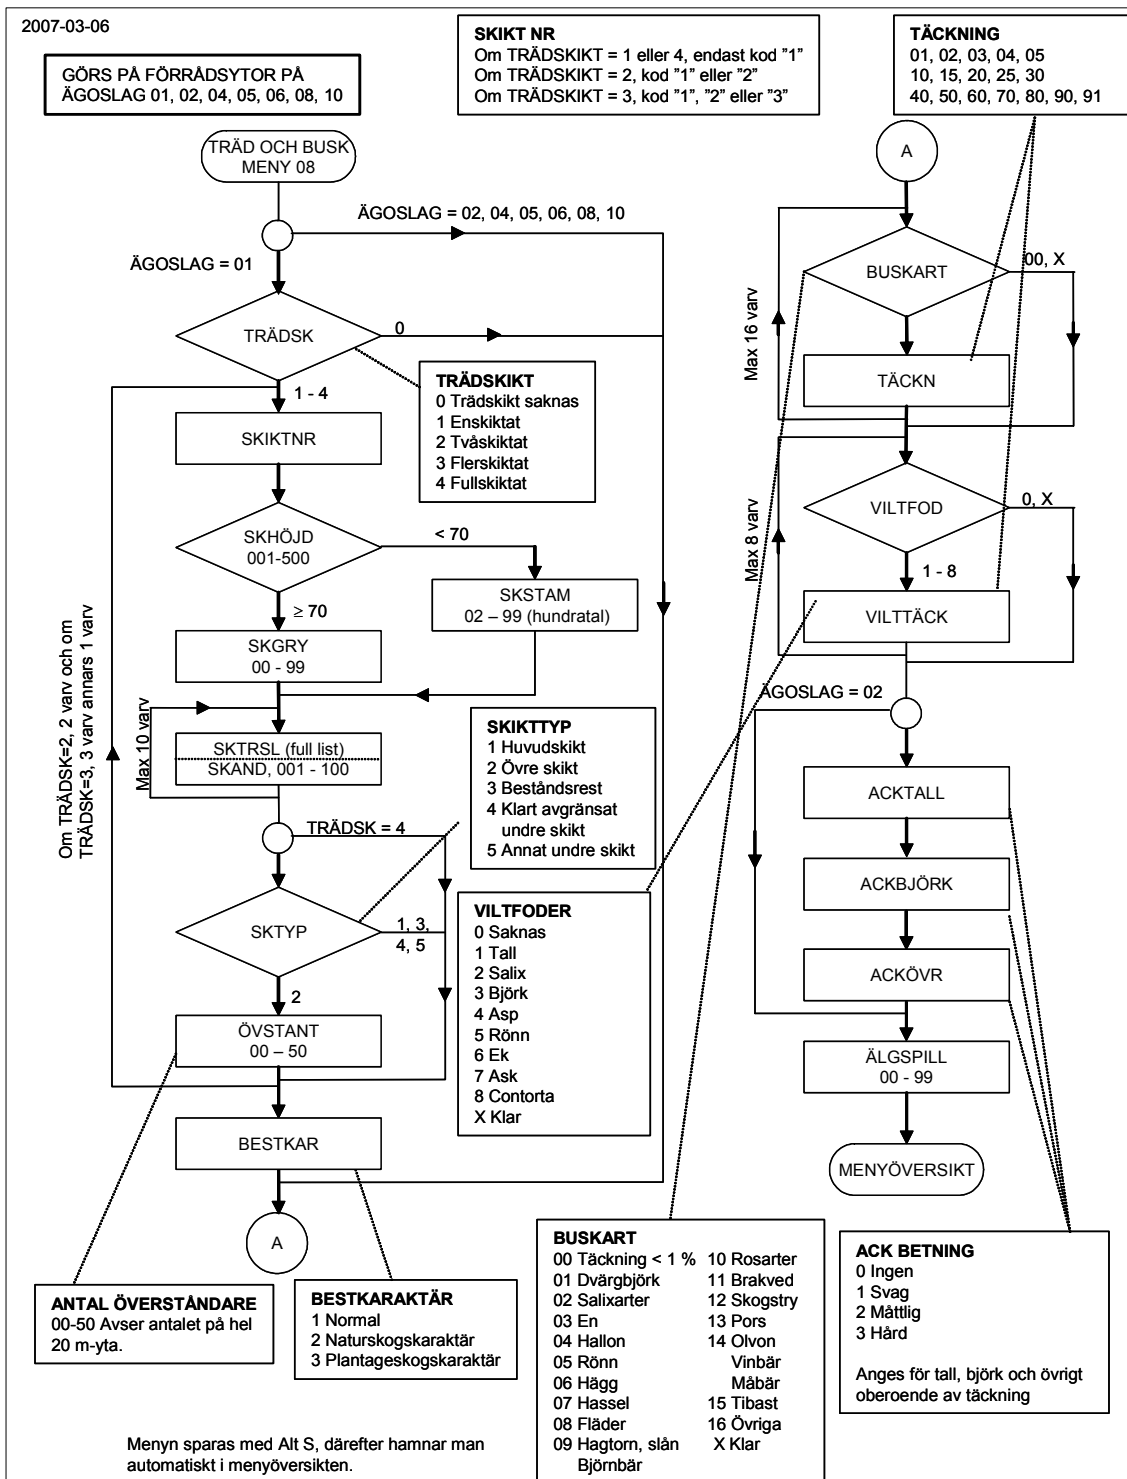 2007-03-06
GÖRS PÅ FÖRRÅDSYTOR PÅ
ÄGOSLAG 01, 02, 04, 05, 06, 08, 10
SKIKT NR
Om TRÄDSKIKT = 1 eller 4, endast kod ”1”
Om TRÄDSKIKT = 2, kod ”1” eller ”2”
Om TRÄDSKIKT = 3, kod ”1”, ”2” eller ”3”
TÄCKNING
01, 02, 03, 04, 05
10, 15, 20, 25, 30
40, 50, 60, 70, 80, 90, 91
TRÄD OCH BUSK
MENY 08
ÄGOSLAG = 02, 04, 05, 06, 08, 10
ÄGOSLAG = 01
TRÄDSK
0
TRÄDSKIKT
0 Trädskikt saknas
1 Enskiktat
2 Tvåskiktat
3 Flerskiktat
4 Fullskiktat
1 - 4
SKIKTNR
SKHÖJD
001-500
< 70
SKSTAM
02 – 99 (hundratal)
≥ 70
SKGRY
00 - 99
Om TRÄDSK=2, 2 varv och om
TRÄDSK=3, 3 varv annars 1 varv
Max 10 varv
SKTRSL (full list)
SKAND, 001 - 100
SKIKTTYP
1 Huvudskikt
2 Övre skikt
3 Beståndsrest
4 Klart avgränsat
undre skikt
5 Annat undre skikt
TRÄDSK = 4
SKTYP
1, 3,
4, 5
2
ÖVSTANT
00 – 50
VILTFODER
0 Saknas
1 Tall
2 Salix
3 Björk
4 Asp
5 Rönn
6 Ek
7 Ask
8 Contorta
X Klar
BESTKAR
A
ANTAL ÖVERSTÅNDARE
00-50 Avser antalet på hel
20 m-yta.
BESTKARAKTÄR
1 Normal
2 Naturskogskaraktär
3 Plantageskogskaraktär
Menyn sparas med Alt S, därefter hamnar man
automatiskt i menyöversikten.
A
BUSKART
00, X
Max 16 varv
TÄCKN
VILTFOD
0, X
Max 8 varv
1 - 8
VILTTÄCK
ÄGOSLAG = 02
ACKTALL
ACKBJÖRK
ACKÖVR
ÄLGSPILL
00 - 99
MENYÖVERSIKT
BUSKART
00 Täckning < 1 %
01 Dvärgbjörk
02 Salixarter
03 En
04 Hallon
05 Rönn
06 Hägg
07 Hassel
08 Fläder
09 Hagtorn, slån
Björnbär
10 Rosarter
11 Brakved
12 Skogstry
13 Pors
14 Olvon
Vinbär
Måbär
15 Tibast
16 Övriga
X Klar
ACK BETNING
0 Ingen
1 Svag
2 Måttlig
3 Hård
Anges för tall, björk och övrigt
oberoende av täckning